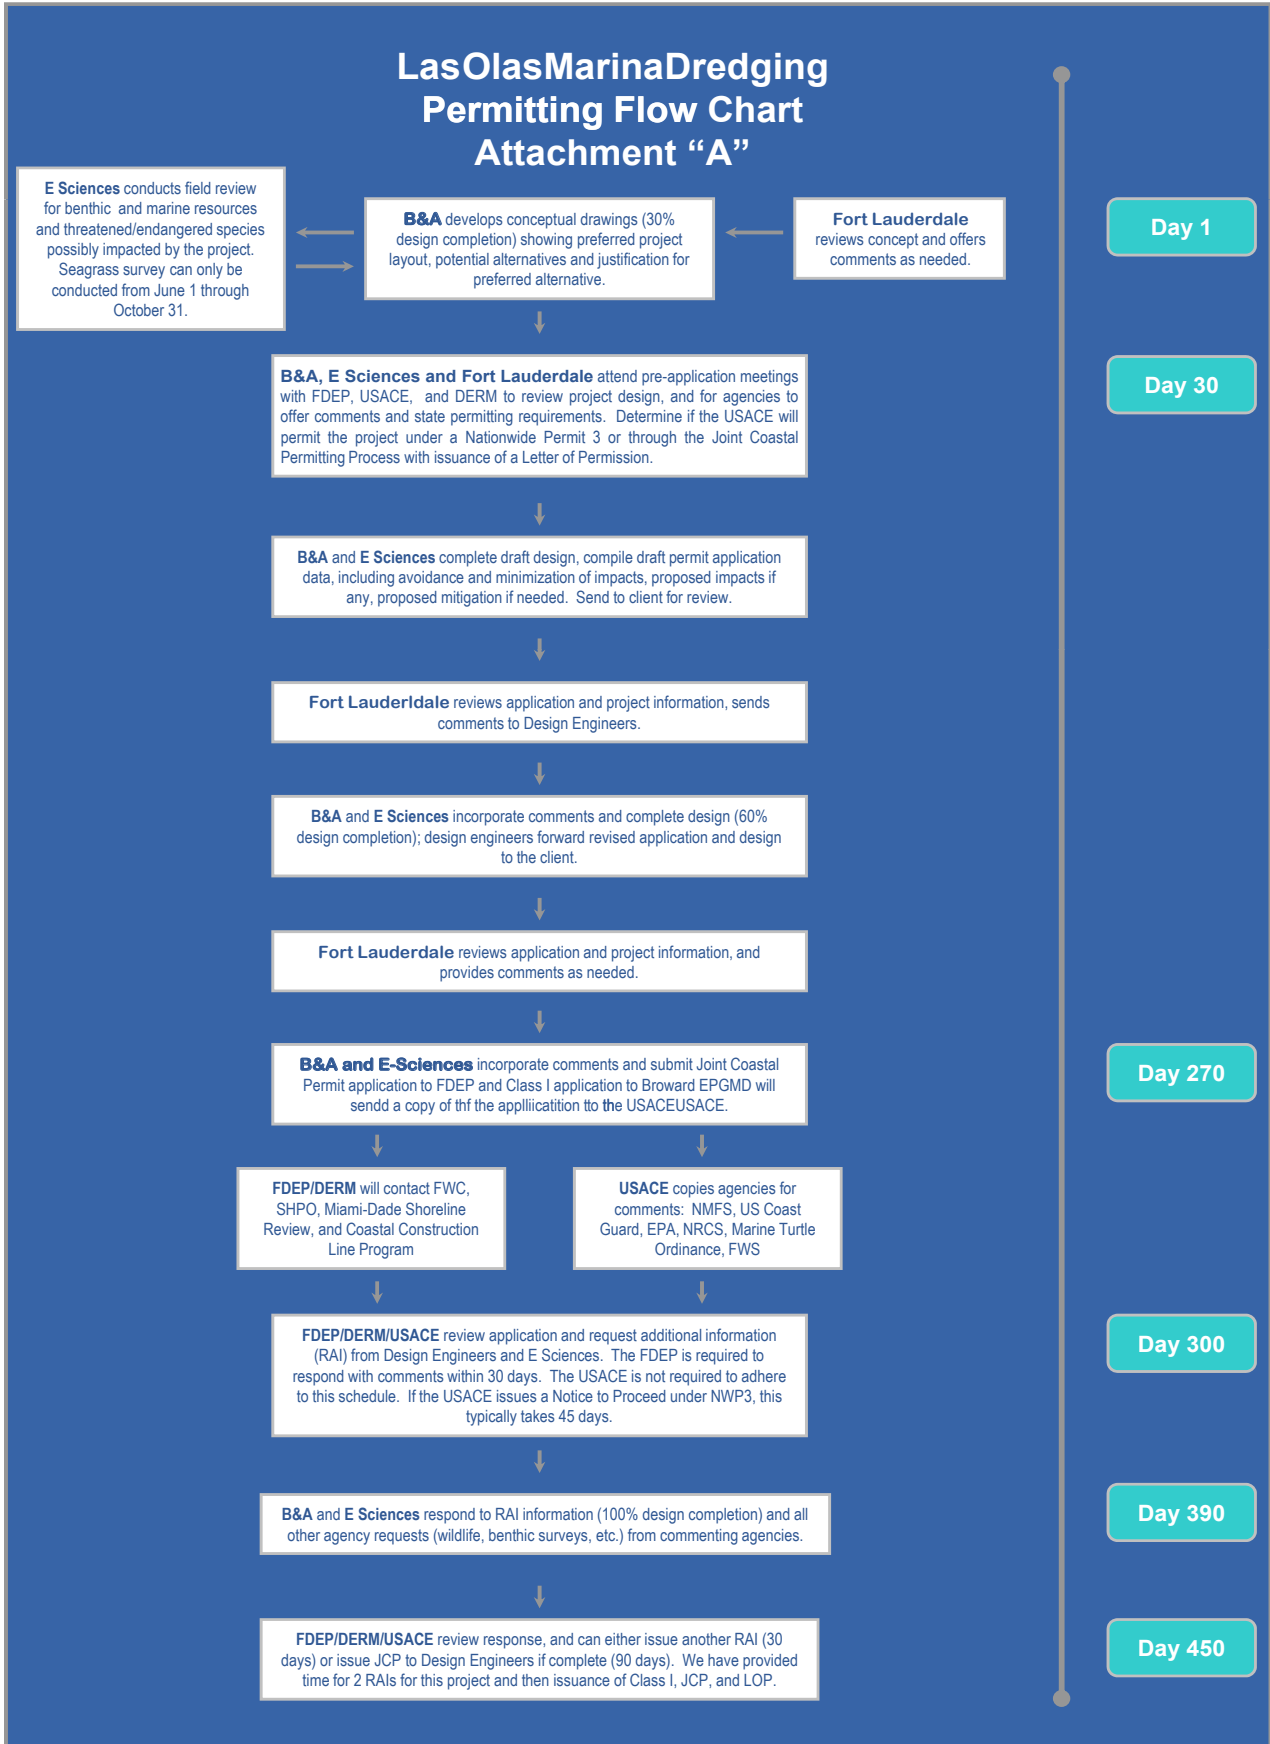 LasOlasMarinaDredging
Permitting Flow Chart
Attachment “A”
E Sciences conducts field review
for benthic and marine resources
and threatened/endangered species
possibly impacted by the project.
Seagrass survey can only be
conducted from June 1 through
October 31.
B&A develops conceptual drawings (30%
design completion) showing preferred project
layout, potential alternatives and justification for
preferred alternative.
Fort Lauderdale
reviews concept and offers
comments as needed.
Day 1
B&A, E Sciences and Fort Lauderdale attend pre-application meetings
with FDEP, USACE, and DERM to review project design, and for agencies to
offer comments and state permitting requirements. Determine if the USACE will
permit the project under a Nationwide Permit 3 or through the Joint Coastal
Permitting Process with issuance of a Letter of Permission.
Day 30
B&A and E Sciences complete draft design, compile draft permit application
data, including avoidance and minimization of impacts, proposed impacts if
any, proposed mitigation if needed. Send to client for review.
Fort Lauderldale reviews application and project information, sends
comments to Design Engineers.
B&A and E Sciences incorporate comments and complete design (60%
design completion); design engineers forward revised application and design
to the client.
Fort Lauderdale reviews application and project information, and
provides comments as needed.
B&A and E-Sciences incorporate comments and submit Joint Coastal
Permit application to FDEP and Class I application to Broward EPGMD will
sendd a copy of thf the applliicatition tto the USACEUSACE.
Day 270
FDEP/DERM will contact FWC,
SHPO, Miami-Dade Shoreline
Review, and Coastal Construction
Line Program
USACE copies agencies for
comments: NMFS, US Coast
Guard, EPA, NRCS, Marine Turtle
Ordinance, FWS
FDEP/DERM/USACE review application and request additional information
(RAI) from Design Engineers and E Sciences. The FDEP is required to
respond with comments within 30 days. The USACE is not required to adhere
to this schedule. If the USACE issues a Notice to Proceed under NWP3, this
typically takes 45 days.
Day 300
B&A and E Sciences respond to RAI information (100% design completion) and all
other agency requests (wildlife, benthic surveys, etc.) from commenting agencies.
Day 390
FDEP/DERM/USACE review response, and can either issue another RAI (30
days) or issue JCP to Design Engineers if complete (90 days). We have provided
time for 2 RAIs for this project and then issuance of Class I, JCP, and LOP.
Day 450